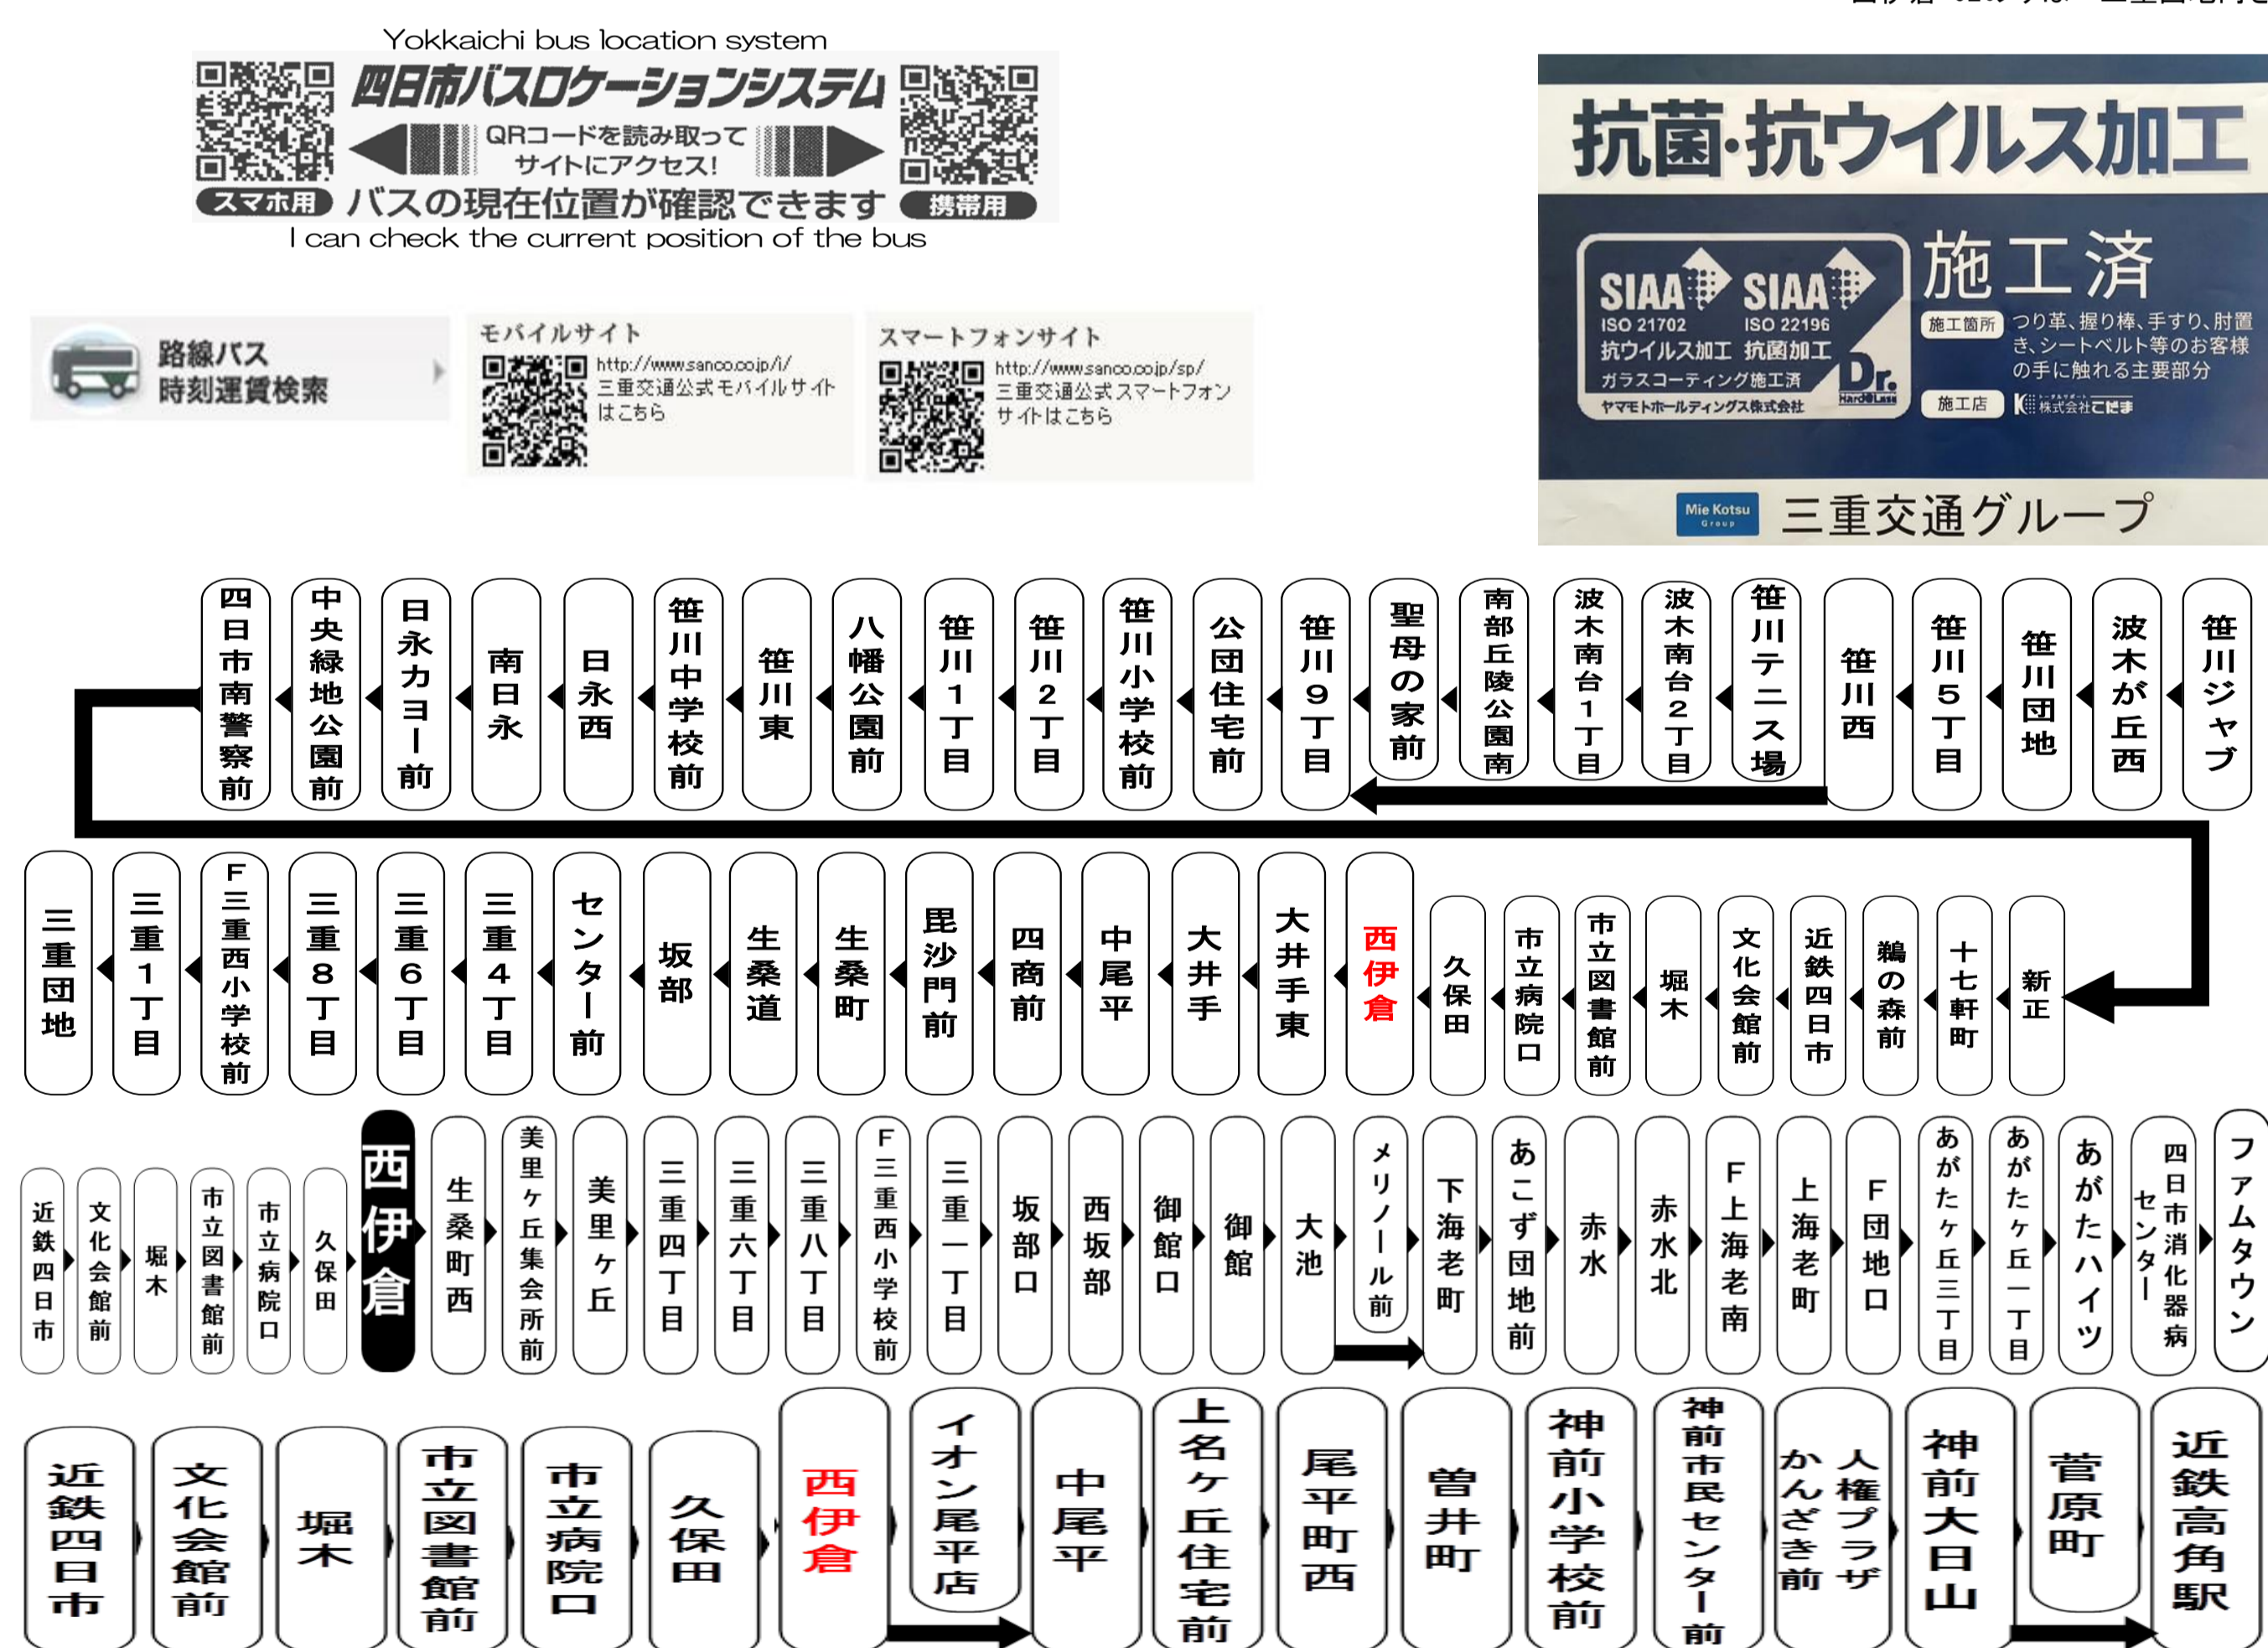 Yokkaichi bus location system
四日市バスロケーションシステム
QRコードを読み取って
サイトにアクセス!
スマホ用
バスの現在位置が確認できます
携帯用
I can check the current position of the bus
路線バス
時刻運賃検索
モバイルサイト
http://www.sanco.co.jp/i/
三重交通公式モバイルサイト
はこちら
スマートフォンサイト
http://www.sanco.co.jp/sp/
三重交通公式スマートフォン
サイトはこちら
抗菌・抗ウイルス加工
SIAA
SIAA
ISO 21702
ISO 22196
抗ウイルス加工
抗菌加工
ガラスコーティング施工済
ヤマモトホールディングス株式会社
Dr.
施工済
施工箇所
つり革、握り棒、手すり、肘置
き、シートベルト等のお客様
の手に触れる主要部分
施工店
株式会社こだま
Mie Kotsu
Group
三重交通グループ
笹川ジャブ
波木が丘西
笹川団地
笹川5丁目
笹川西
笹川テニス場
波木南台2丁目
波木南台1丁目
南部丘陵公園南
聖母の家前
笹川9丁目
公団住宅前
笹川小学校前
笹川2丁目
笹川1丁目
八幡公園前
笹川東
笹川中学校前
日永西
南日永
日永カヨー前
中央緑地公園前
四日市南警察前
新正
十七軒町
鵜の森前
近鉄四日市
文化会館前
堀木
市立図書館前
市立病院口
久保田
西伊倉
大井手東
大井手
中尾平
四商前
毘沙門前
生桑町
生桑道
坂部
センター前
三重4丁目
三重6丁目
三重8丁目
F三重西小学校前
三重1丁目
三重団地
近鉄四日市
文化会館前
堀木
市立図書館前
市立病院口
久保田
西伊倉
生桑町西
美里ヶ丘集会所前
美里ヶ丘
三重四丁目
三重六丁目
三重八丁目
F三重西小学校前
三重一丁目
坂部口
西坂部
御館口
御館
大池
メリノール前
下海老町
あこず団地前
赤水
赤水北
F上海老南
上海老町
F団地口
あがたヶ丘三丁目
あがたヶ丘一丁目
あがたハイツ
四日市消化器病
センター
ファムタウン
近鉄四日市
文化会館前
堀木
市立図書館前
市立病院口
久保田
西伊倉
イオン尾平店
中尾平
上名ヶ丘住宅前
尾平町西
曽井町
神前小学校前
神前市民センター前
人権プラザ
かんざき前
神前大日山
菅原町
近鉄高角駅